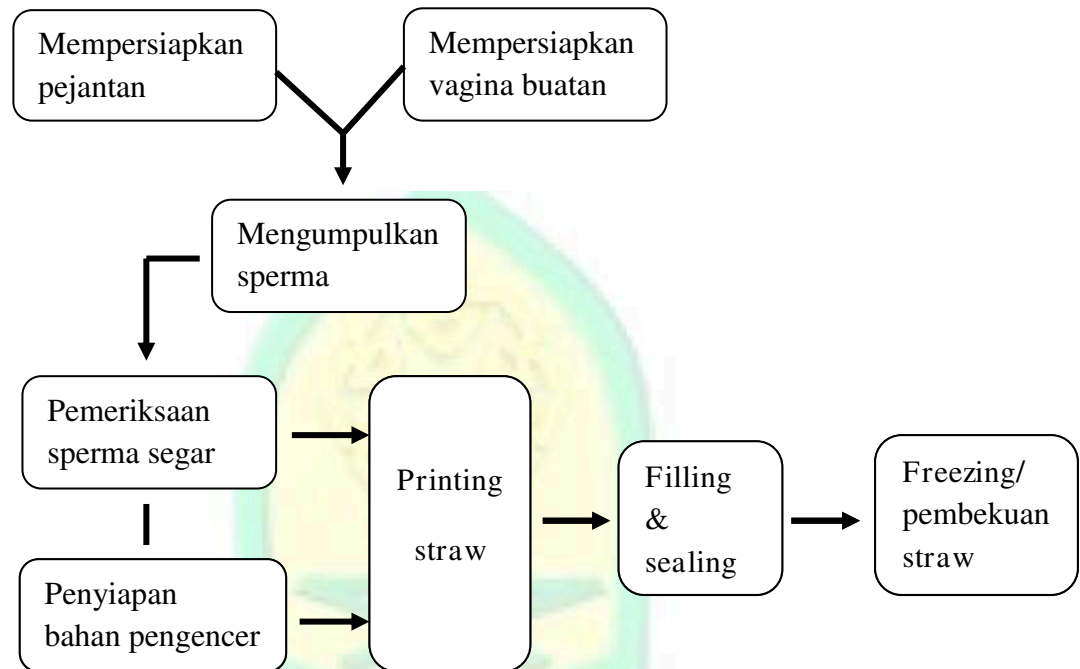 Mempersiapkan
pejantan
Mempersiapkan
vagina buatan
Mengumpulkan
sperma
Pemeriksaan
sperma segar
Penyiapan
bahan pengencer
Printing
straw
Filling
&
sealing
Freezing/
pembekuan
straw